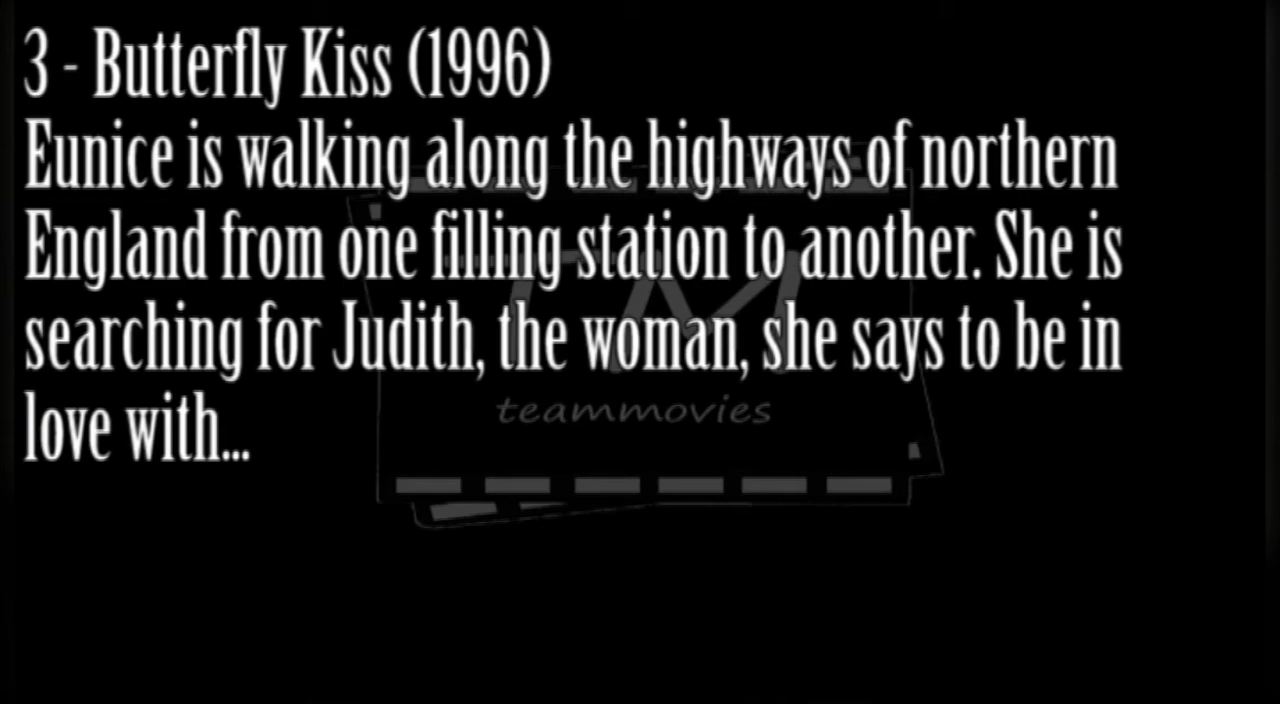 3 - Butterfly Kiss (1996)
Eunice is walking along the highways of northern
England from one filling station to another. She is
searching for Judith, the woman, she says to be in
love with...
TM
teammovies